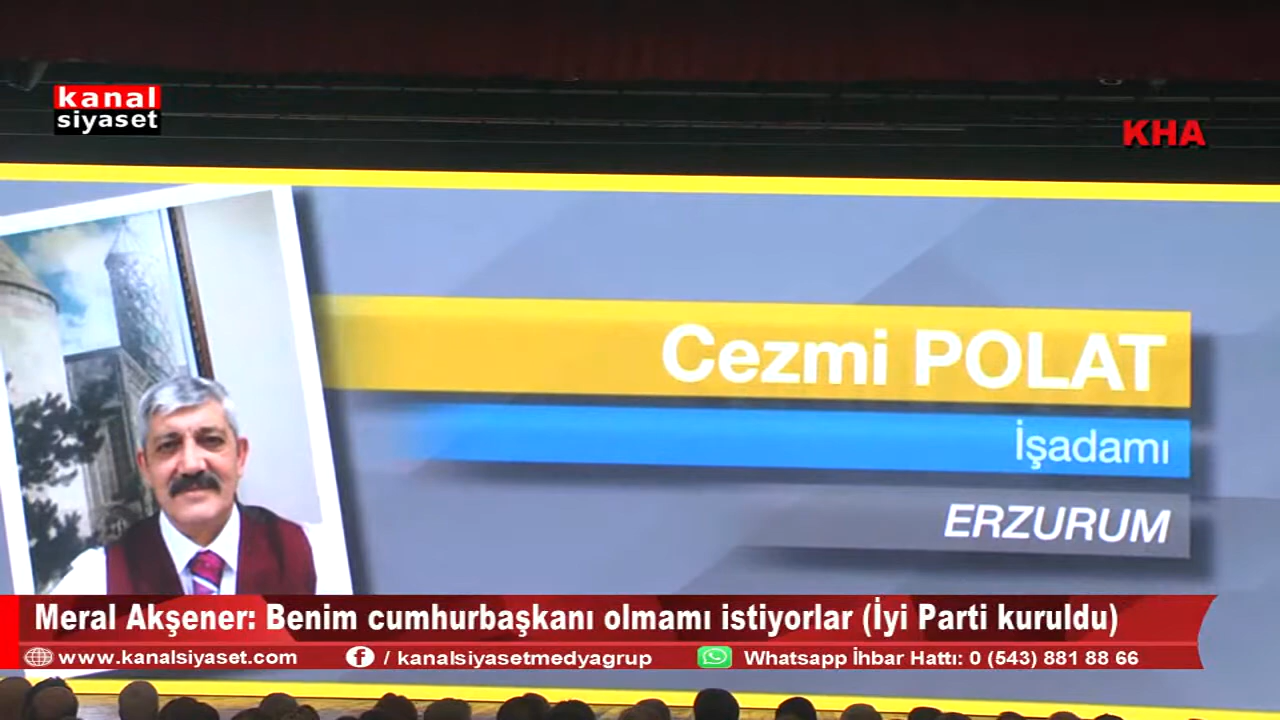 kanal
siyaset
KHA
Cezmi POLAT
İşadamı
ERZURUM
Meral Akşener: Benim cumhurbaşkanı olmamı istiyorlar (İyi Parti kuruldu)
www.kanalsiyaset.com / kanalsiyasetmedyagrup Whatsapp İhbar Hattı: 0 (543) 881 88 66